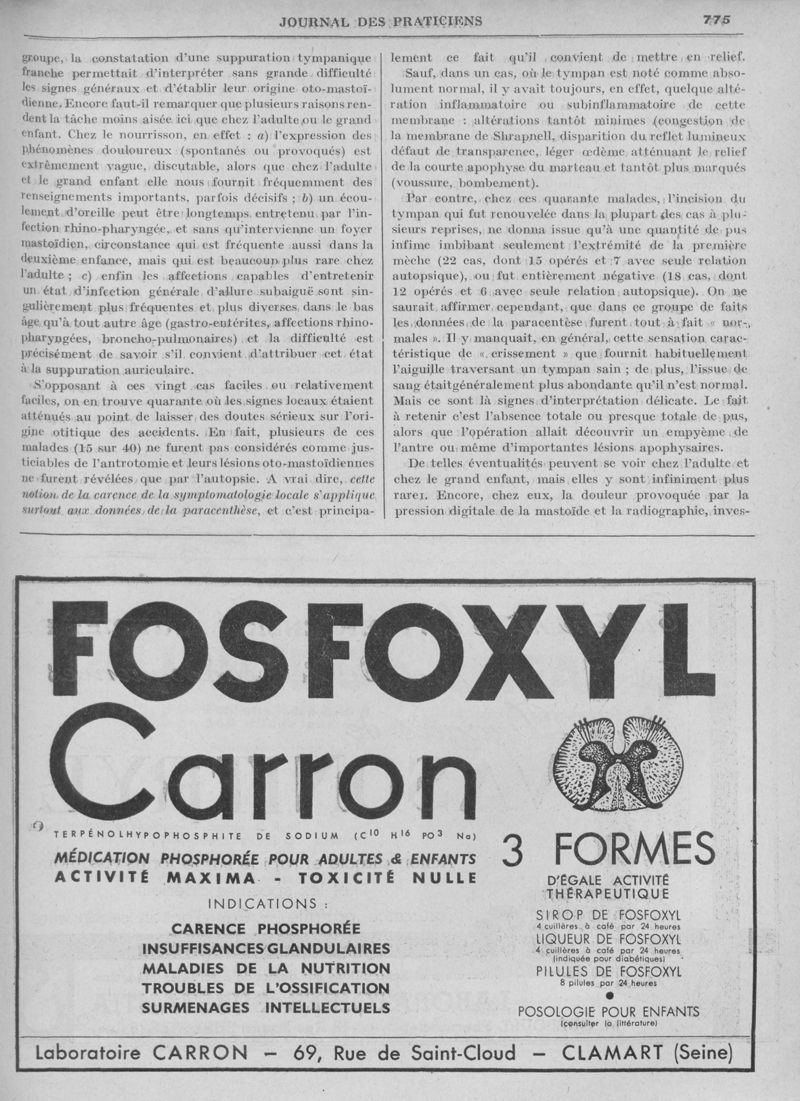 JOURNAL DES PRATICIENS 775
groupe, la constatation d'une suppuration tympanique
franche permettait d'interpréter sans grande difficulté
les signes généraux et d'établir leur origine oto-mastoï-
dienne. Encore faut-il remarquer que plusieurs raisons ren-
dent la tâche moins aisée ici que chez l'adulte ou le grand
enfant. Chez le nourrisson, en effet : a) l'expression des
phénomènes douloureux (spontanés ou provoqués) est
extrêmement vague, discutable, alors que chez l'adulte
et le grand enfant elle nous fournit fréquemment des
renseignements importants, parfois décisifs ; b) un écou-
lement d'oreille peut être longtemps entretenu par l'in-
fection rhino-pharyngée, et sans qu'intervienne un foyer
mastoïdien, circonstance qui est fréquente aussi dans la
deuxième enfance, mais qui est beaucoup plus rare chez
l'adulte ; c) enfin les affections capables d'entretenir
un état d'infection générale d'allure subaiguë sont sin-
gulièrement plus fréquentes et plus diverses dans le bas
âge qu'à tout autre âge (gastro-entérites, affections rhino-
pharyngées, broncho-pulmonaires) et la difficulté est
précisément de savoir s'il convient d'attribuer cet état
à la suppuration auriculaire.
S'opposant à ces vingt cas faciles ou relativement
faciles, on en trouve quarante où les signes locaux étaient
atténués au point de laisser des doutes sérieux sur l'ori-
gine otitique des accidents. En fait, plusieurs de ces
malades (15 sur 40) ne furent pas considérés comme jus-
ticiables de l'antrotomie et leurs lésions oto-mastoïdiennes
ne furent révélées que par l'autopsie. A vrai dire, cette
notion de la carence de la symptomatologie locale s'applique
surtout aux données de la paracenthèse, et c'est principa-
lement ce fait qu'il convient de mettre en relief.
Sauf, dans un cas, où le tympan est noté comme abso-
lument normal, il y avait toujours, en effet, quelque alté-
ration inflammatoire ou subinflammatoire de cette
membrane : altérations tantôt minimes (congestion de
la membrane de Shrapnell, disparition du reflet lumineux
défaut de transparence, léger œdème atténuant le relief
de la courte apophyse du marteau et tantôt plus marqués
(voussure, bombement).
Par contre, chez ces quarante malades, l'incision du
tympan qui fut renouvelée dans la plupart des cas à plu-
sieurs reprises, ne donna issue qu'à une quantité de pus
infime imbibant seulement l'extrémité de la première
mèche (22 cas, dont 15 opérés et 7 avec seule relation
autopsique), ou fut entièrement négative (18 cas, dont
12 opérés et 6 avec seule relation autopsique). On ne
saurait affirmer cependant, que dans ce groupe de faits
les données de la paracentèse furent tout à fait « nor-
males ». Il y manquait, en général, cette sensation carac-
téristique de « crissement » que fournit habituellement
l'aiguille traversant un tympan sain ; de plus, l'issue de
sang étaitgénéralement plus abondante qu'il n'est normal.
Mais ce sont là signes d'interprétation délicate. Le fait
à retenir c'est l'absence totale ou presque totale de pus,
alors que l'opération allait découvrir un empyème de
l'antre ou même d'importantes lésions apophysaires.
De telles éventualités peuvent se voir chez l'adulte et
chez le grand enfant, mais elles y sont infiniment plus
rares. Encore, chez eux, la douleur provoquée par la
pression digitale de la mastoïde et la radiographie, inves-
FOSFOXYL
Carron
TERPÉNOLHYPOPHOSPHITE DE SODIUM (C10 H16 PO3 Na)
MÉDICATION PHOSPHORÉE POUR ADULTES & ENFANTS
ACTIVITÉ MAXIMA - TOXICITÉ NULLE
INDICATIONS :
CARENCE PHOSPHORÉE
INSUFFISANCES GLANDULAIRES
MALADIES DE LA NUTRITION
TROUBLES DE L'OSSIFICATION
SURMENAGES INTELLECTUELS
3 FORMES
D'ÉGALE ACTIVITÉ
THÉRAPEUTIQUE
SIROP DE FOSFOXYL
4 cuillères à café par 24 heures
LIQUEUR DE FOSFOXYL
4 cuillères à café par 24 heures
(indiquée pour diabétiques)
PILULES DE FOSFOXYL
8 pilules par 24 heures
POSOLOGIE POUR ENFANTS
(consulter la littérature)
Laboratoire CARRON — 69, Rue de Saint-Cloud — CLAMART (Seine)